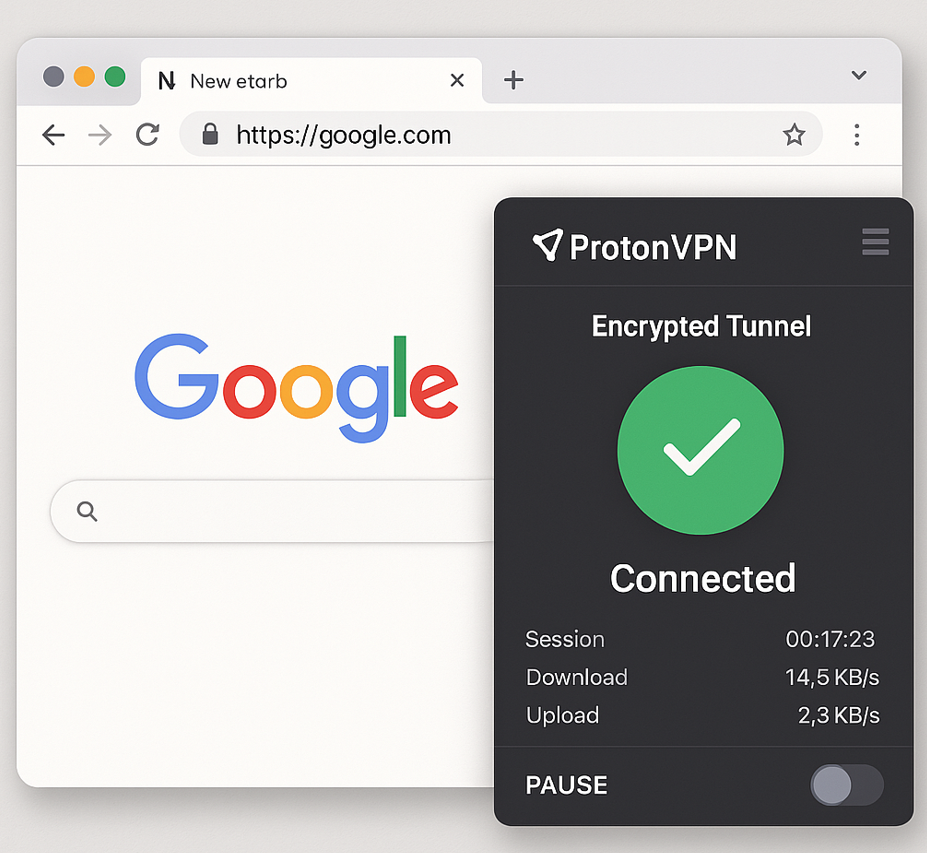 New etarb
https://google.com
Google
ProtonVPN
Encrypted Tunnel
Connected
Session 00:17:23
Download 14,5 KB/s
Upload 2,3 KB/s
PAUSE